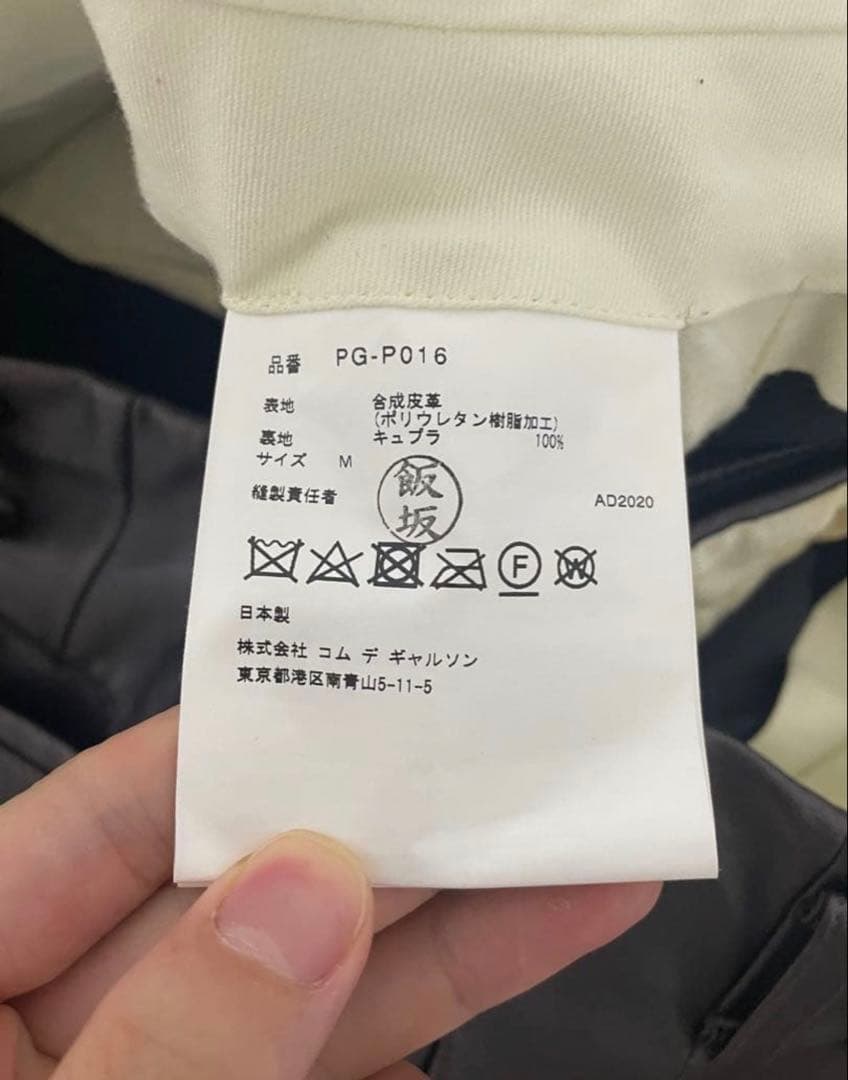 品番 PG-P016
表地 合成皮革
(ポリウレタン樹脂加工)
裏地 キュプラ 100%
サイズ M
縫製責任者 飯坂 AD2020
F W
日本製
株式会社 コム デ ギャルソン
東京都港区南青山5-11-5